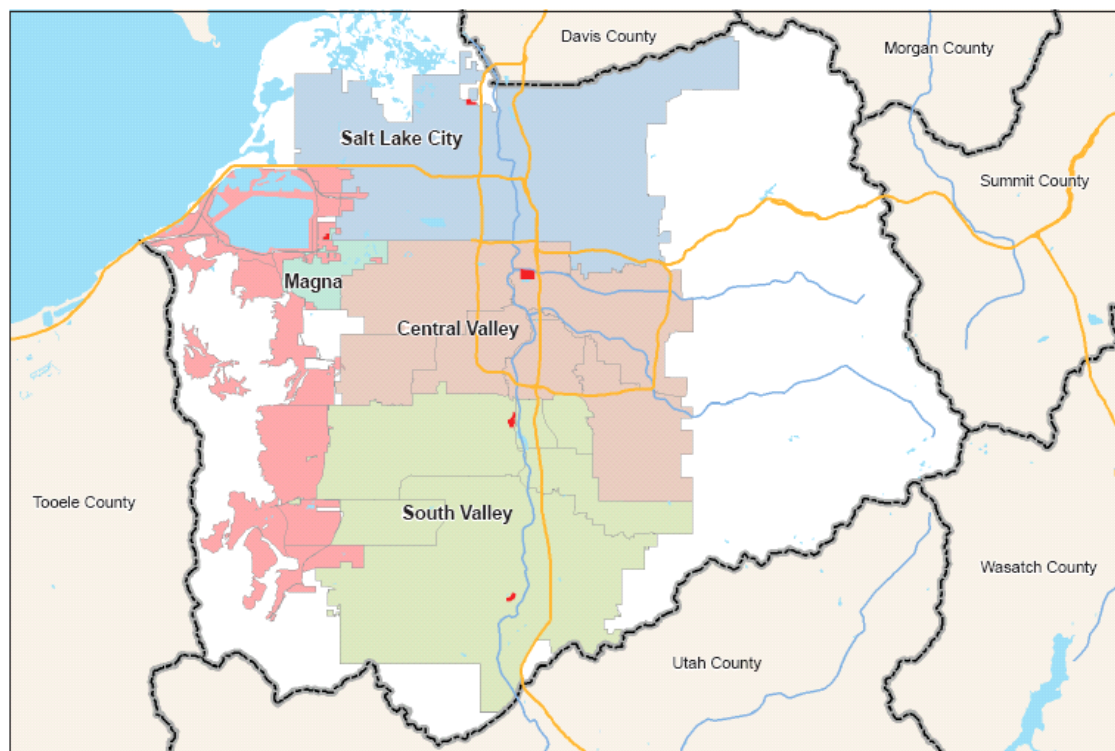 Davis County
Morgan County
Salt Lake City
Summit County
Magna
Central Valley
Tooele County
South Valley
Wasatch County
Utah County